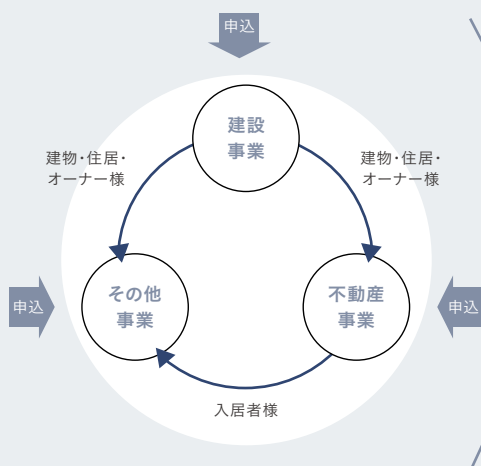 申込
建設
事業
建物・住居・
オーナー様
建物・住居・
オーナー様
申込
その他
事業
不動産
事業
申込
入居者様